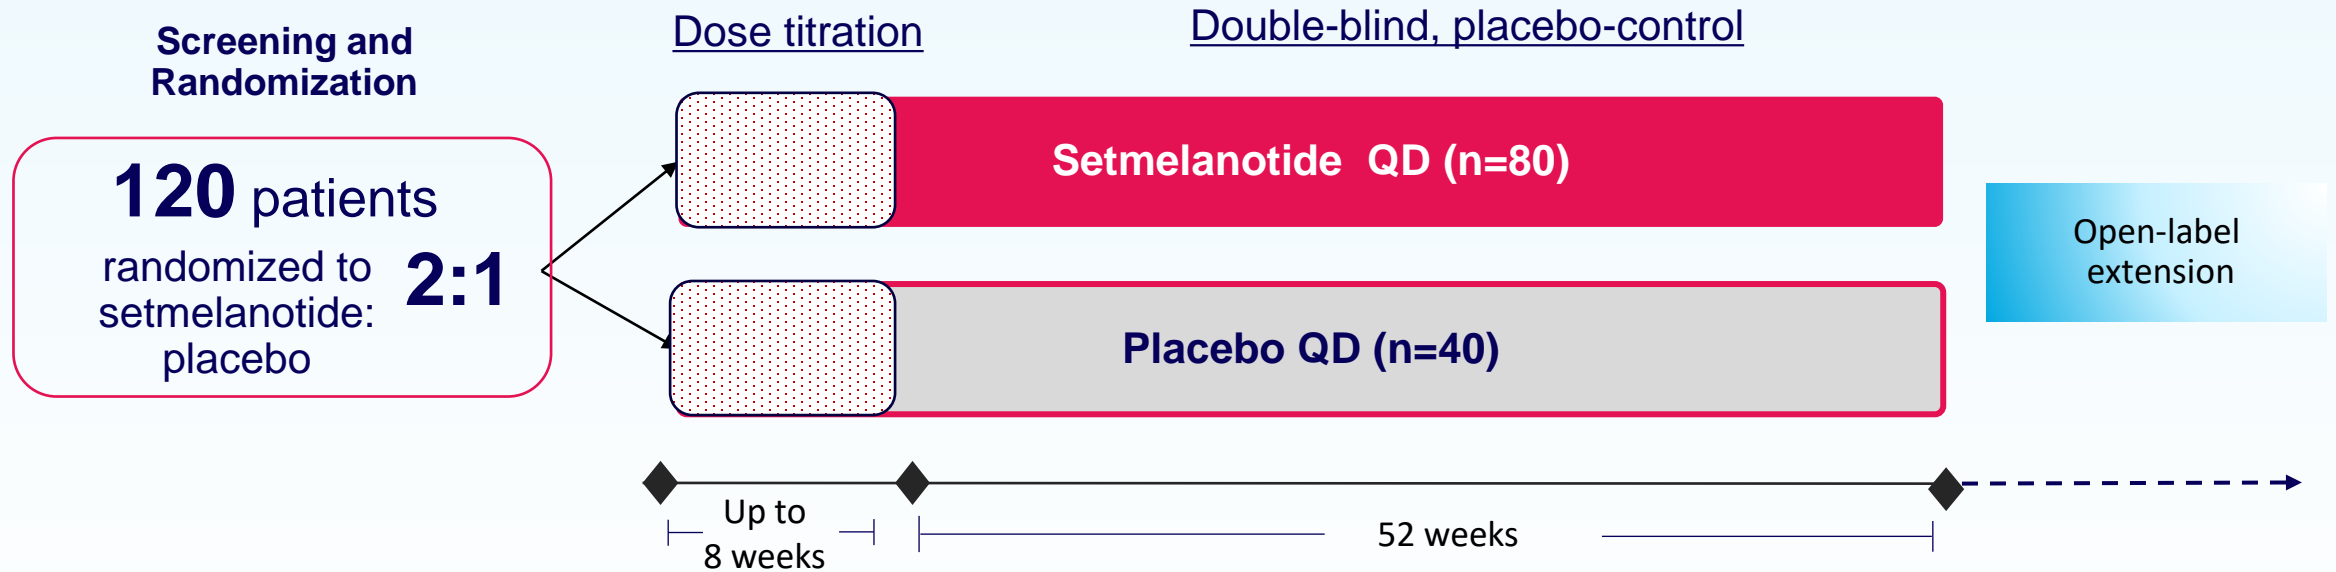 Screening and
Randomization
120 patients
randomized to
setmelanotide:
placebo
2:1
Dose titration
Double-blind, placebo-control
Setmelanotide QD (n=80)
Placebo QD (n=40)
Open-label
extension
Up to
8 weeks
52 weeks